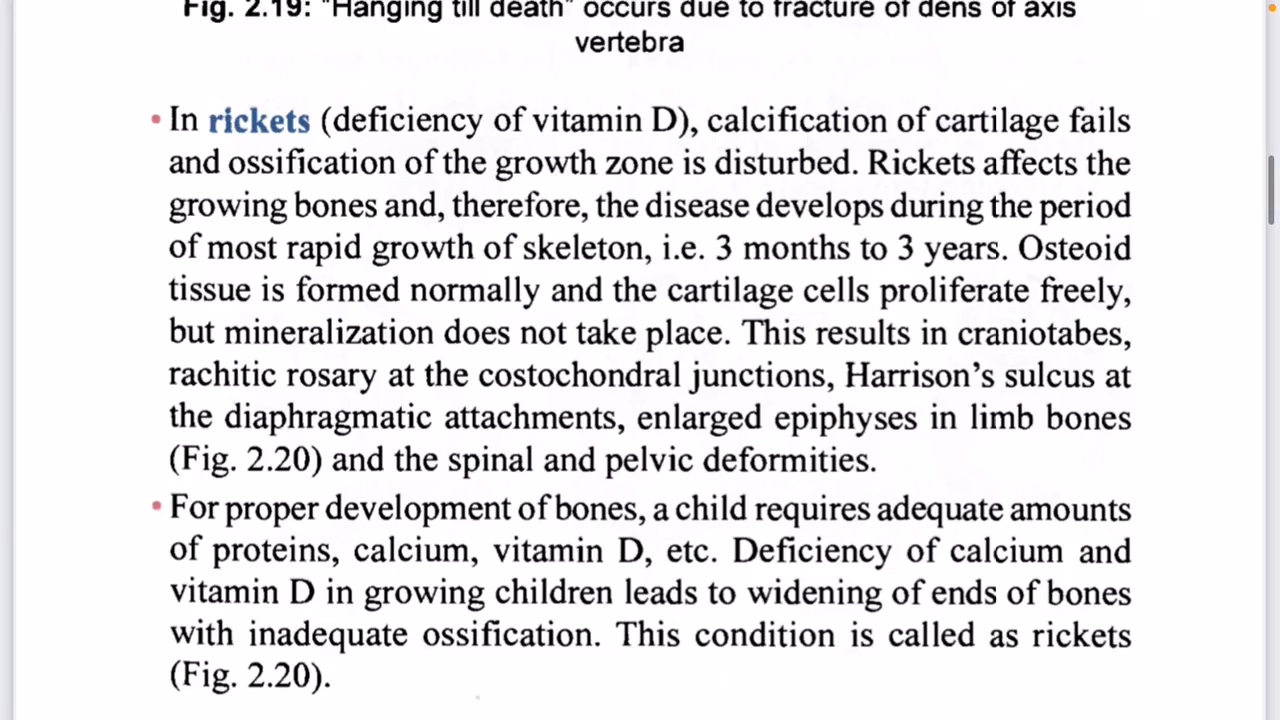 Fig. 2.19: "Hanging till death" occurs due to fracture of dens of axis
vertebra
• In rickets (deficiency of vitamin D), calcification of cartilage fails
and ossification of the growth zone is disturbed. Rickets affects the
growing bones and, therefore, the disease develops during the period
of most rapid growth of skeleton, i.e. 3 months to 3 years. Osteoid
tissue is formed normally and the cartilage cells proliferate freely,
but mineralization does not take place. This results in craniotabes,
rachitic rosary at the costochondral junctions, Harrison's sulcus at
the diaphragmatic attachments, enlarged epiphyses in limb bones
(Fig. 2.20) and the spinal and pelvic deformities.
• For proper development of bones, a child requires adequate amounts
of proteins, calcium, vitamin D, etc. Deficiency of calcium and
vitamin D in growing children leads to widening of ends of bones
with inadequate ossification. This condition is called as rickets
(Fig. 2.20).